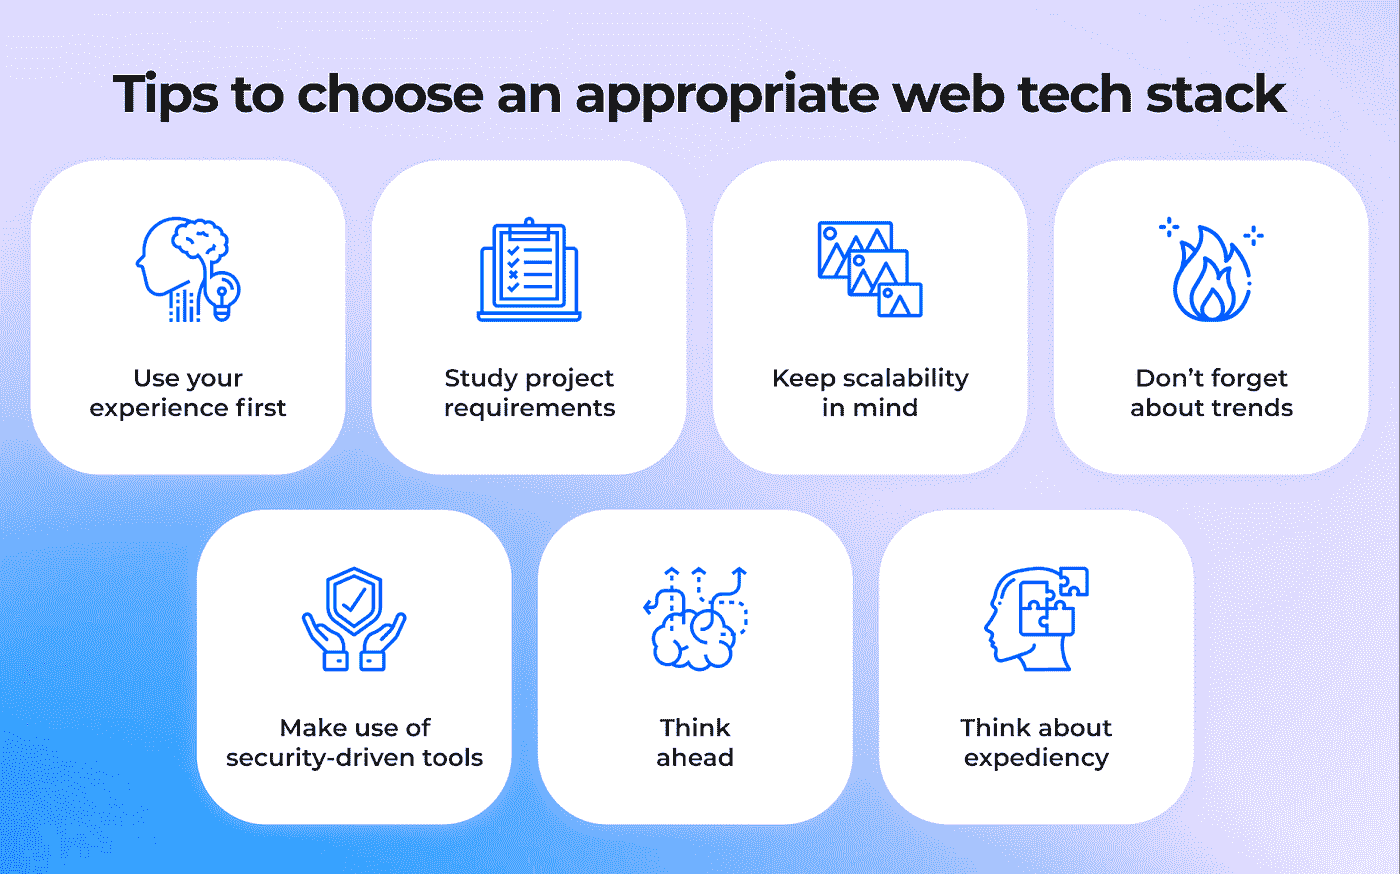 Tips to choose an appropriate web tech stack
Use your
experience first
Study project
requirements
Keep scalability
in mind
Don’t forget
about trends
Make use of
security-driven tools
Think
ahead
Think about
expediency